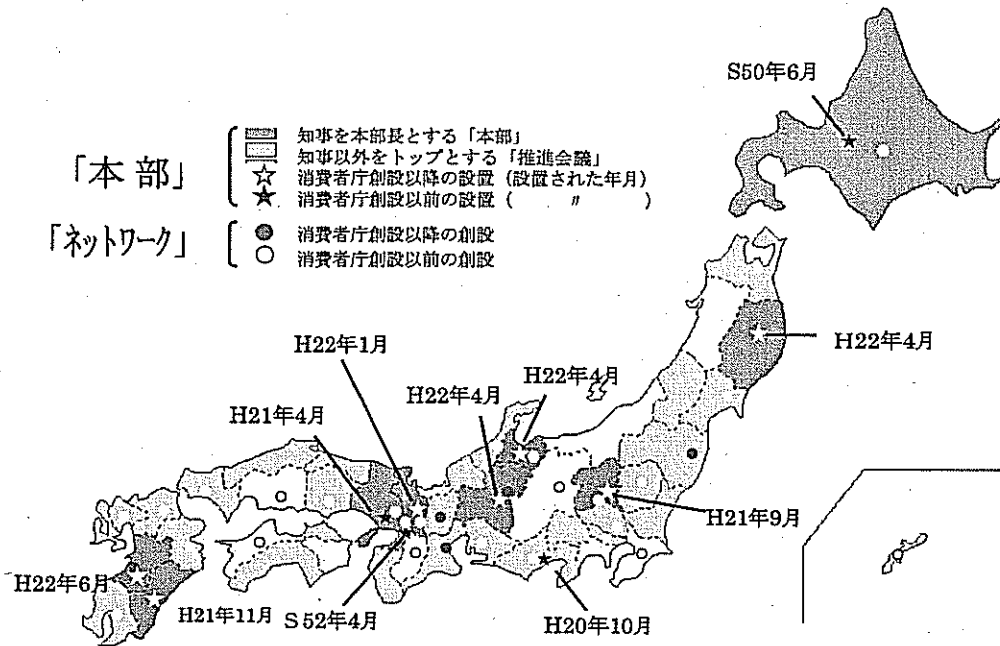 S50年6月
「本部」
知事を本部長とする「本部」
知事以外をトップとする「推進会議」
消費者庁創設以降の設置(設置された年月)
消費者庁創設以前の設置( 〃 )
「ネットワーク」
消費者庁創設以降の創設
消費者庁創設以前の創設
H22年1月
H22年4月
H22年4月
H22年4月
H21年4月
H21年9月
H22年6月
H21年11月
S52年4月
H20年10月